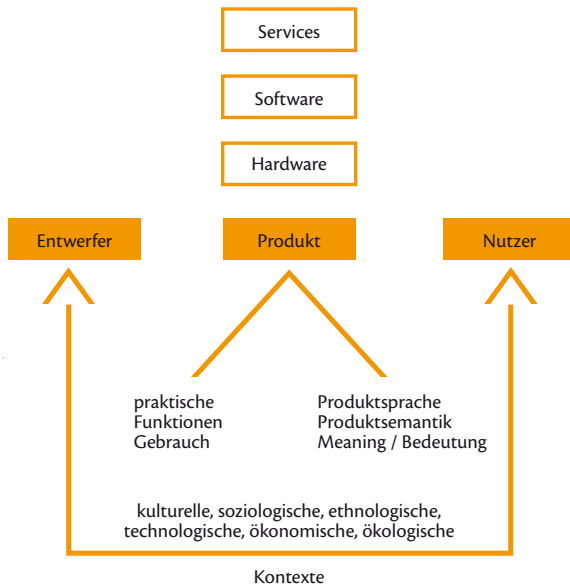 Services
Software
Hardware
Entwerfer
Produkt
Nutzer
praktische
Funktionen
Gebrauch
Produktsprache
Produktsemantik
Meaning / Bedeutung
kulturelle, soziologische, ethnologische,
technologische, ökonomische, ökologische
Kontexte